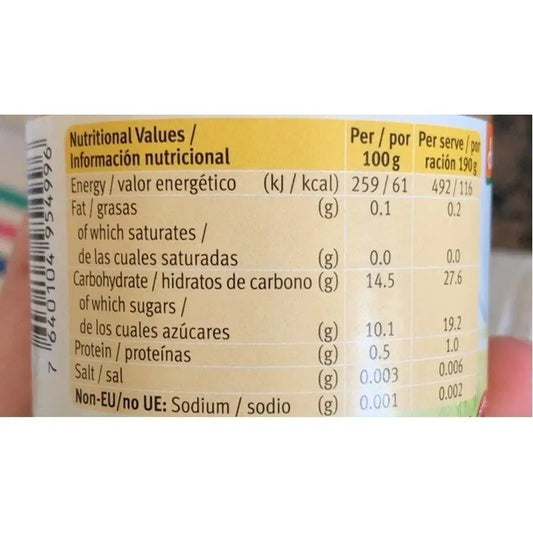 Nutritional Values / Per / por Per serve / por
Información nutricional 100 g ración 190 g
Energy / valor energético (kJ / kcal) 259 / 61 492 / 116
Fat / grasas (g) 0.1 0.2
of which saturates /
de las cuales saturadas (g) 0.0 0.0
Carbohydrate / hidratos de carbono (g) 14.5 27.6
of which sugars /
de los cuales azúcares (g) 10.1 19.2
Protein / proteínas (g) 0.5 1.0
Salt / sal (g) 0.003 0.006
Non-EU/no UE: Sodium / sodio (g) 0.001 0.002
7 640104 954996